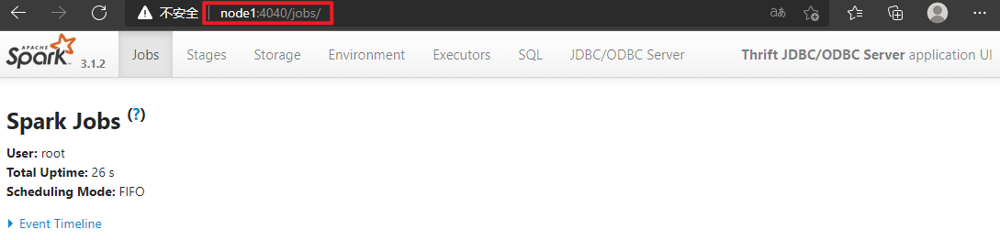 不安全 node1:4040/jobs/ あ
APACHE Spark 3.1.2 Jobs Stages Storage Environment Executors SQL JDBC/ODBC Server Thrift JDBC/ODBC Server application UI
Spark Jobs (?)
User: root
Total Uptime: 26 s
Scheduling Mode: FIFO
Event Timeline